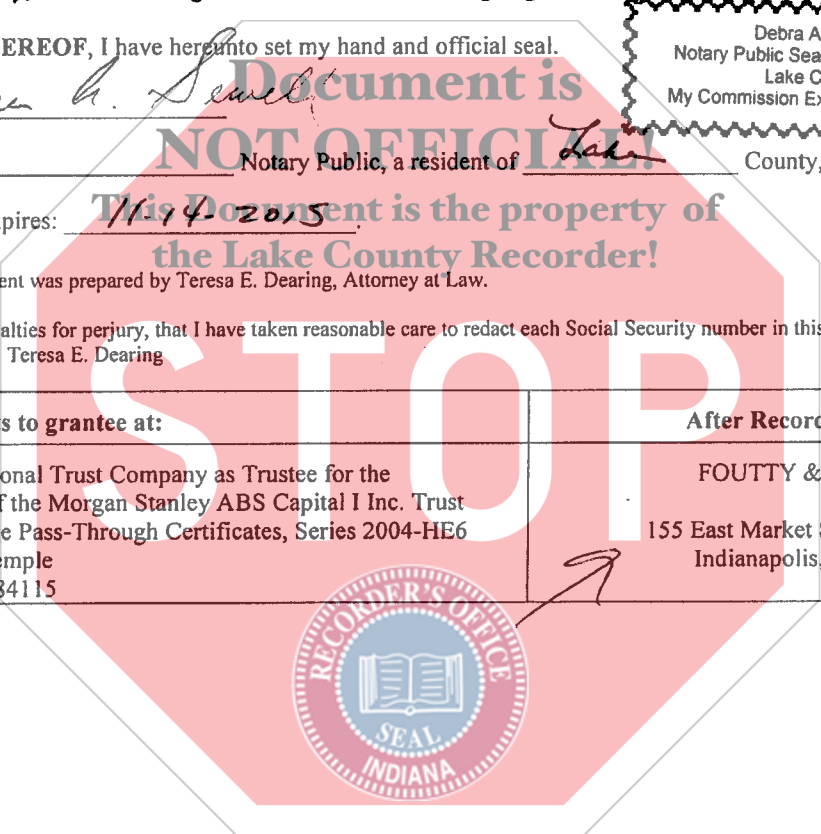 Debra A
Notary Public Sea
Lake C
My Commission Ex
EREOF, I have hereunto set my hand and official seal.
Document is
NOT OFFICIAL!
Notary Public, a resident of Lake County,
This Document is the property of
pires: 11-14-2015.
the Lake County Recorder!
ent was prepared by Teresa E. Dearing, Attorney at Law.
alties for perjury, that I have taken reasonable care to redact each Social Security number in this
Teresa E. Dearing
STOP
s to grantee at:
After Record
onal Trust Company as Trustee for the
f the Morgan Stanley ABS Capital I Inc. Trust
e Pass-Through Certificates, Series 2004-HE6
emple
84115
FOUTTY &
155 East Market S
Indianapolis,
RECORDER'S OFFICE
SEAL
INDIANA